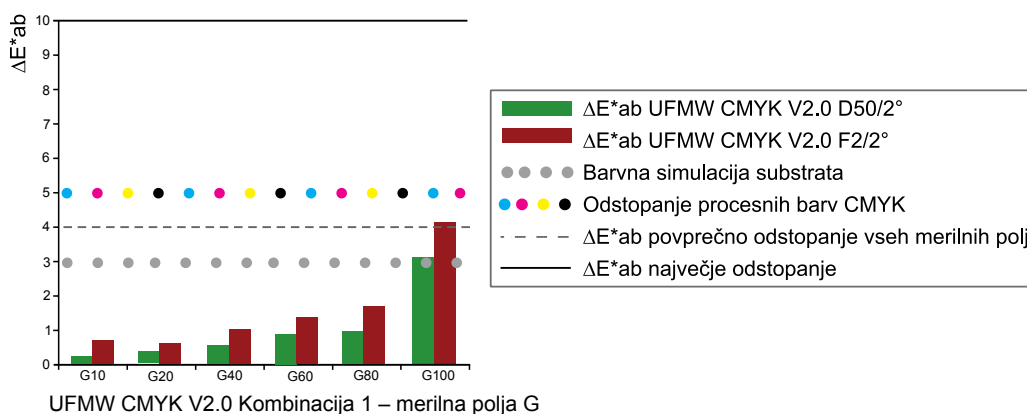 ΔE*ab
10
9
8
7
6
5
4
3
2
1
0
G10 G20 G40 G60 G80 G100
UFMW CMYK V2.0 Kombinacija 1 – merilna polja G
ΔE*ab UFMW CMYK V2.0 D50/2°
ΔE*ab UFMW CMYK V2.0 F2/2°
Barvna simulacija substrata
Odstopanje procesnih barv CMYK
ΔE*ab povprečno odstopanje vseh merilnih polj
ΔE*ab največje odstopanje